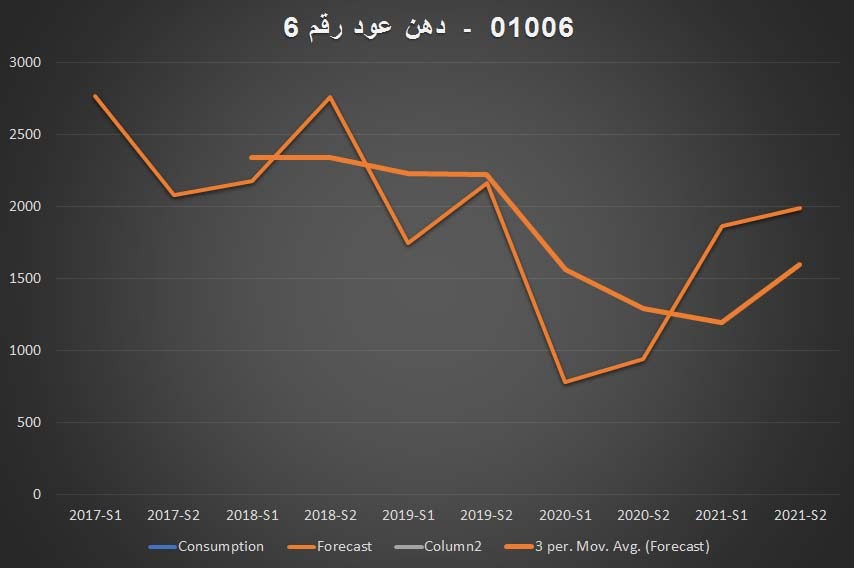 01006 - دهن عود رقم 6
3000
2500
2000
1500
1000
500
0
2017-S1 2017-S2 2018-S1 2018-S2 2019-S1 2019-S2 2020-S1 2020-S2 2021-S1 2021-S2
Consumption Forecast Column2 3 per. Mov. Avg. (Forecast)